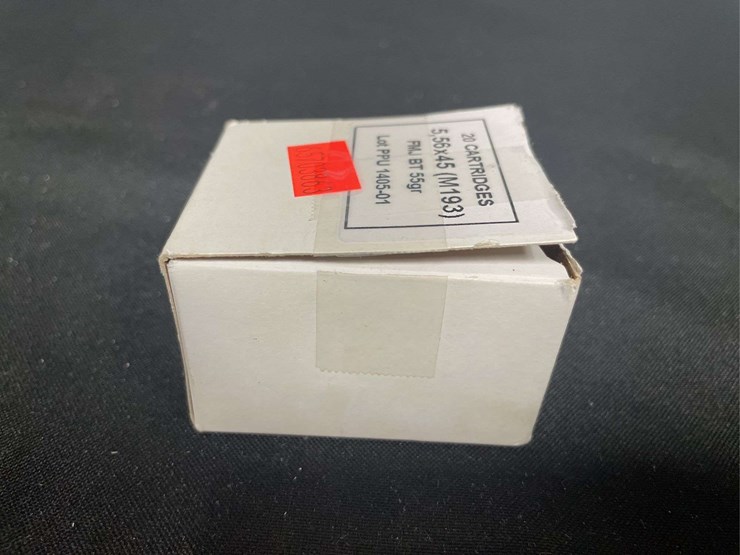 20 CARTRIDGES
5,56x45 (M193)
FMJ BT 55gr
Lot PPU 1405-01